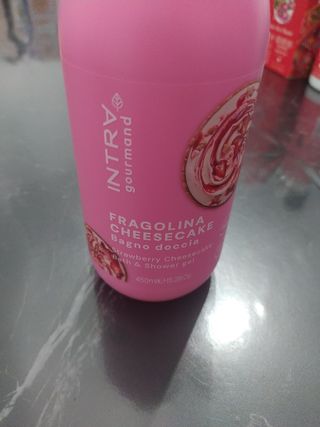 INTRA
gourmand
FRAGOLINA
CHEESECAKE
Bagno doccia
Strawberry Cheesecake
Bath & Shower gel